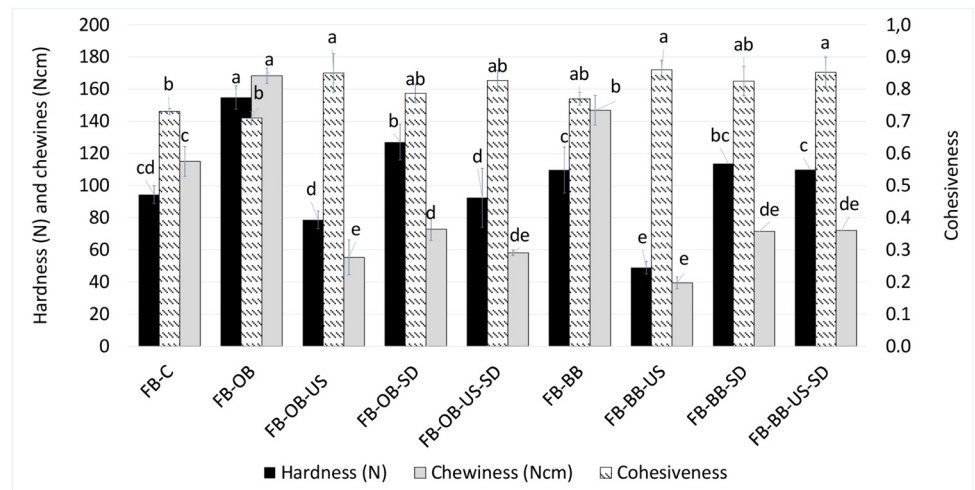 Hardness (N) and chewines (Ncm)
200
180
160
140
120
100
80
60
40
20
0
cd b c
a b a
d a e
b ab d
d ab de
c ab b
e a e
bc ab de
c a de
1,0
0.9
0.8
0.7
0.6
0.5
0.4
0.3
0.2
0.1
0.0
Cohesiveness
FB-C
FB-OB
FB-OB-US
FB-OB-SD
FB-OB-US-SD
FB-BB
FB-BB-US
FB-BB-SD
FB-BB-US-SD
Hardness (N) Chewiness (Ncm) Cohesiveness